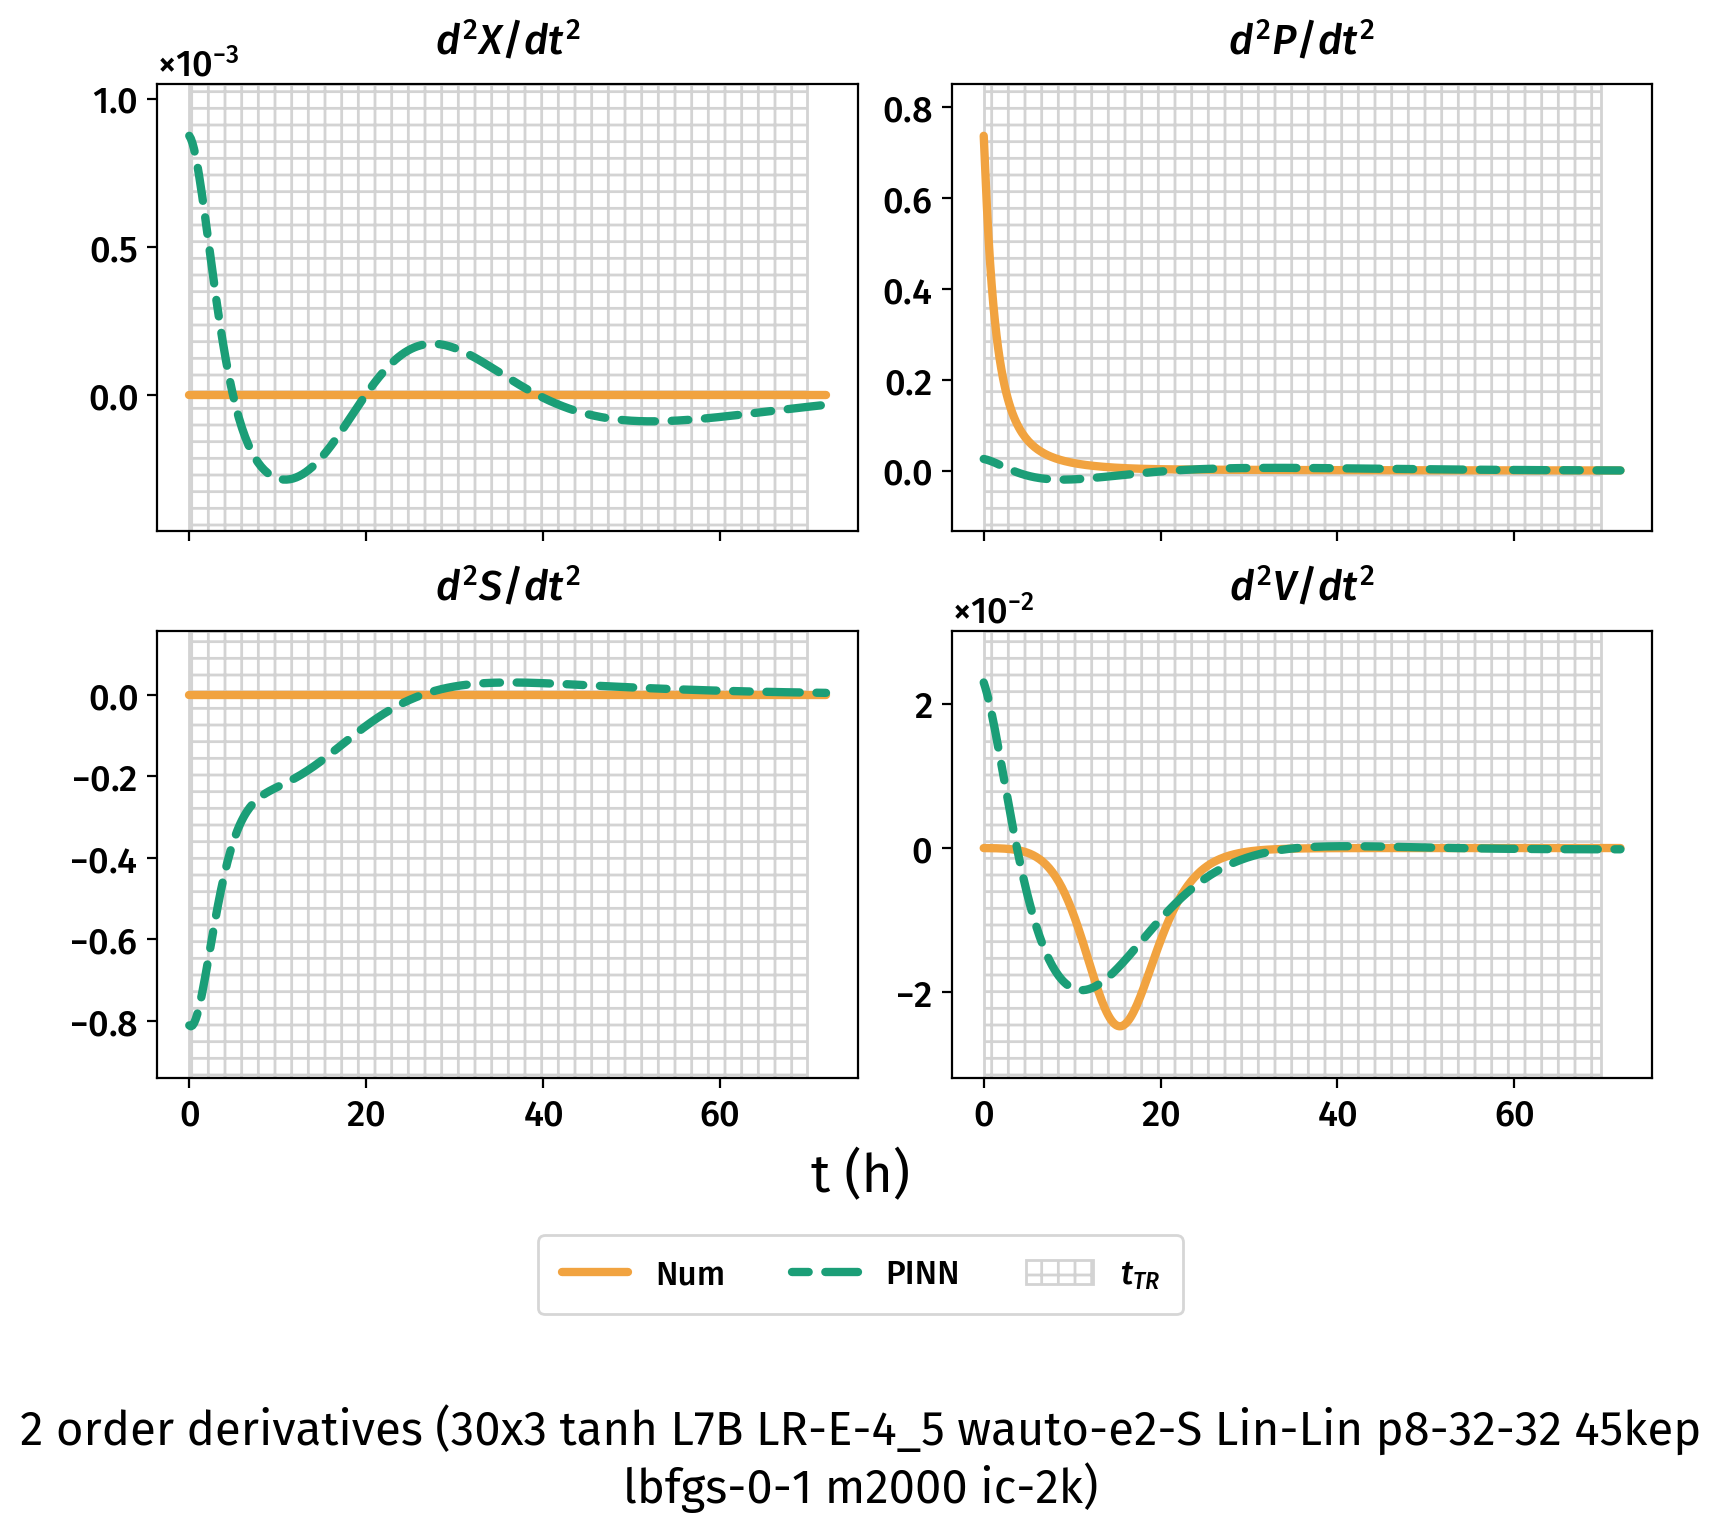 d²X/dt²
×10⁻³
1.0
0.5
0.0
d²P/dt²
0.8
0.6
0.4
0.2
0.0
d²S/dt²
0.0
−0.2
−0.4
−0.6
−0.8
0 20 40 60
d²V/dt²
×10⁻²
2
0
−2
0 20 40 60
t (h)
Num PINN t_TR
2 order derivatives (30x3 tanh L7B LR-E-4_5 wauto-e2-S Lin-Lin p8-32-32 45kep
lbfgs-0-1 m2000 ic-2k)